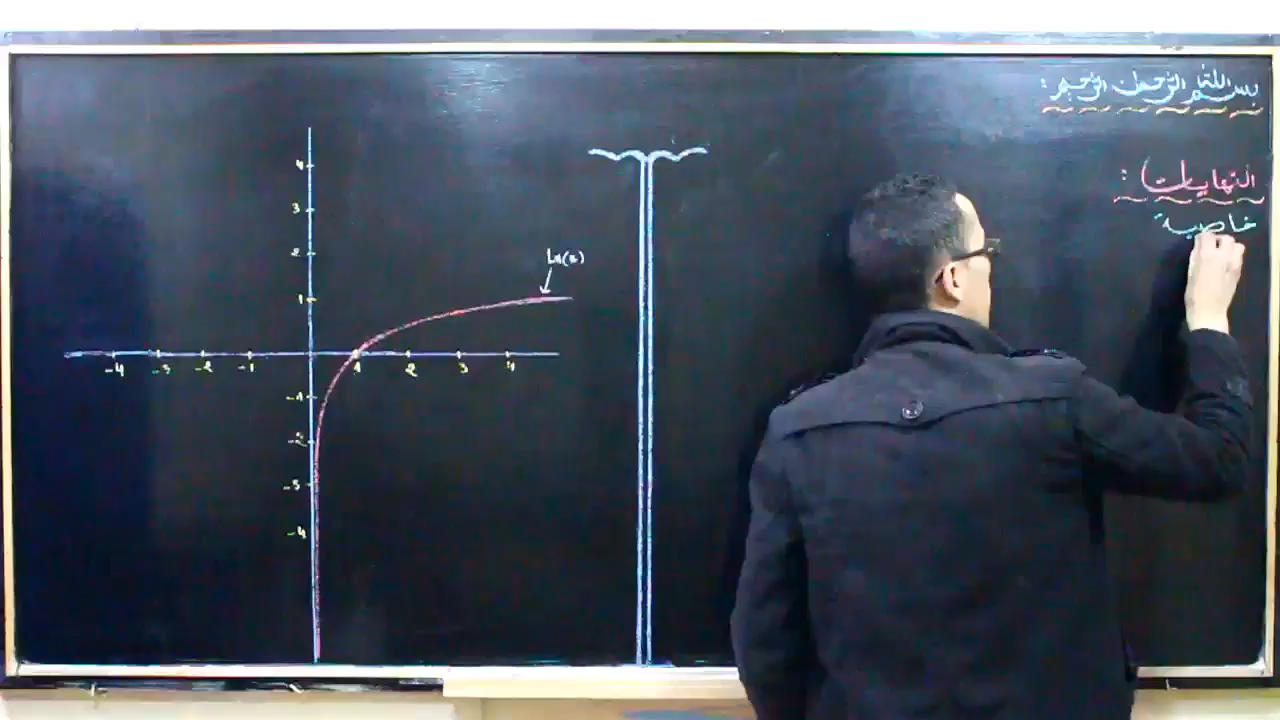 بسم الله الرحمن الرحيم :
النهايات :
خاصية
Ln(x)
4
3
2
1
-4 -3 -2 -1 1 2 3 4
-1
-2
-3
-4